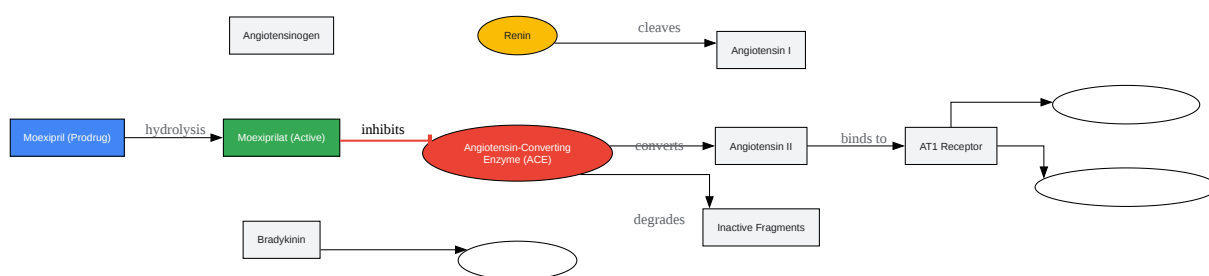 Angiotensinogen
Renin
cleaves
Angiotensin I
Moexipril (Prodrug)
hydrolysis
Moexiprilat (Active)
inhibits
Angiotensin-Converting
Enzyme (ACE)
converts
Angiotensin II
binds to
AT1 Receptor
degrades
Inactive Fragments
Bradykinin